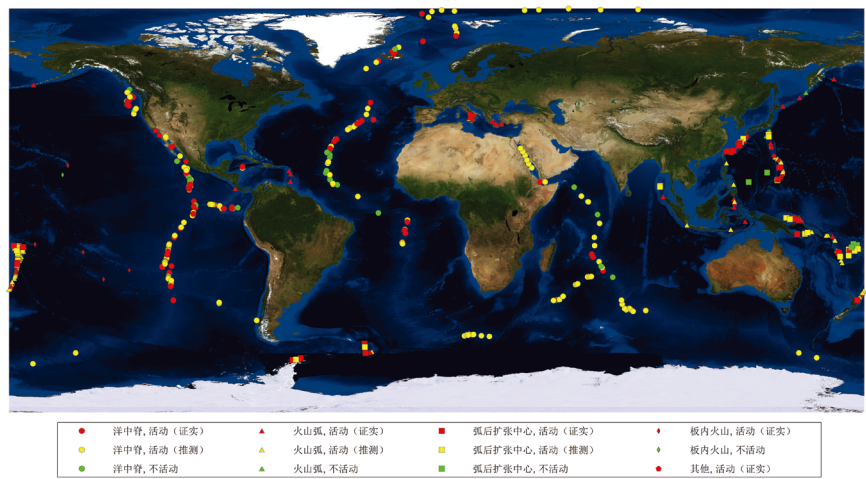 洋中脊, 活动（证实） 火山弧, 活动（证实） 弧后扩张中心, 活动（证实） 板内火山, 活动（证实）
洋中脊, 活动（推测） 火山弧, 活动（推测） 弧后扩张中心, 活动（推测） 板内火山, 不活动
洋中脊, 不活动 火山弧, 不活动 弧后扩张中心, 不活动 其他, 活动（证实）